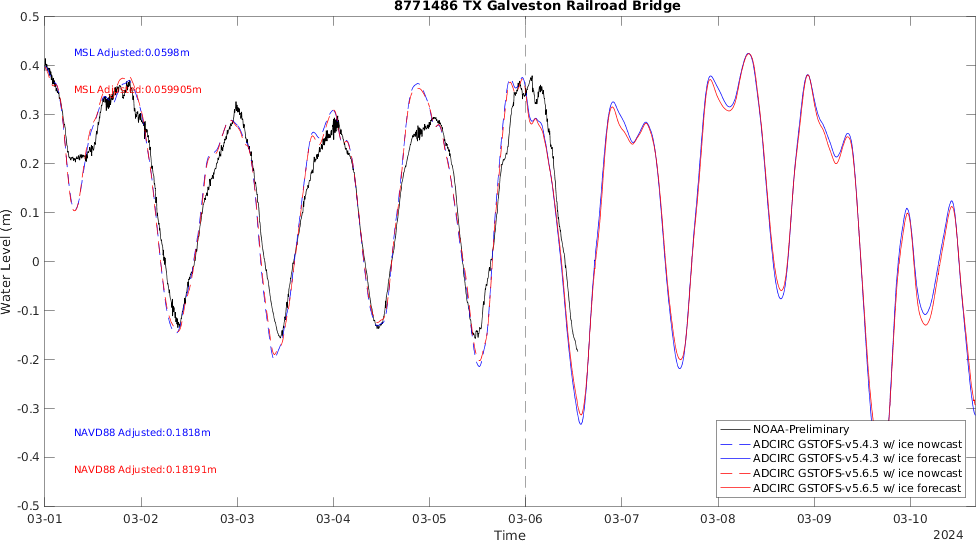 8771486 TX Galveston Railroad Bridge
0.5
0.4
0.3
0.2
0.1
0
-0.1
-0.2
-0.3
-0.4
-0.5
Water Level (m)
MSL Adjusted:0.0598m
MSL Adjusted:0.059905m
NAVD88 Adjusted:0.1818m
NAVD88 Adjusted:0.18191m
NOAA-Preliminary
ADCIRC GSTOFS-v5.4.3 w/ ice nowcast
ADCIRC GSTOFS-v5.4.3 w/ ice forecast
ADCIRC GSTOFS-v5.6.5 w/ ice nowcast
ADCIRC GSTOFS-v5.6.5 w/ ice forecast
03-01 03-02 03-03 03-04 03-05 03-06 03-07 03-08 03-09 03-10
Time
2024